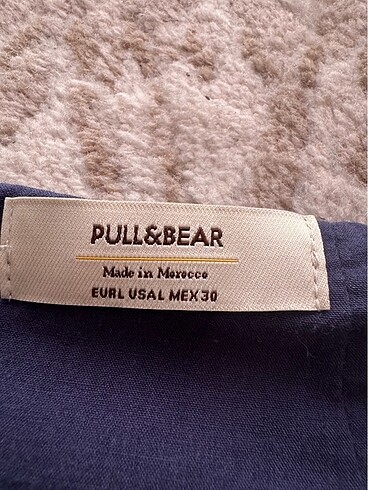 PULL&BEAR
Made in Morocco
EUR L USA L MEX 30